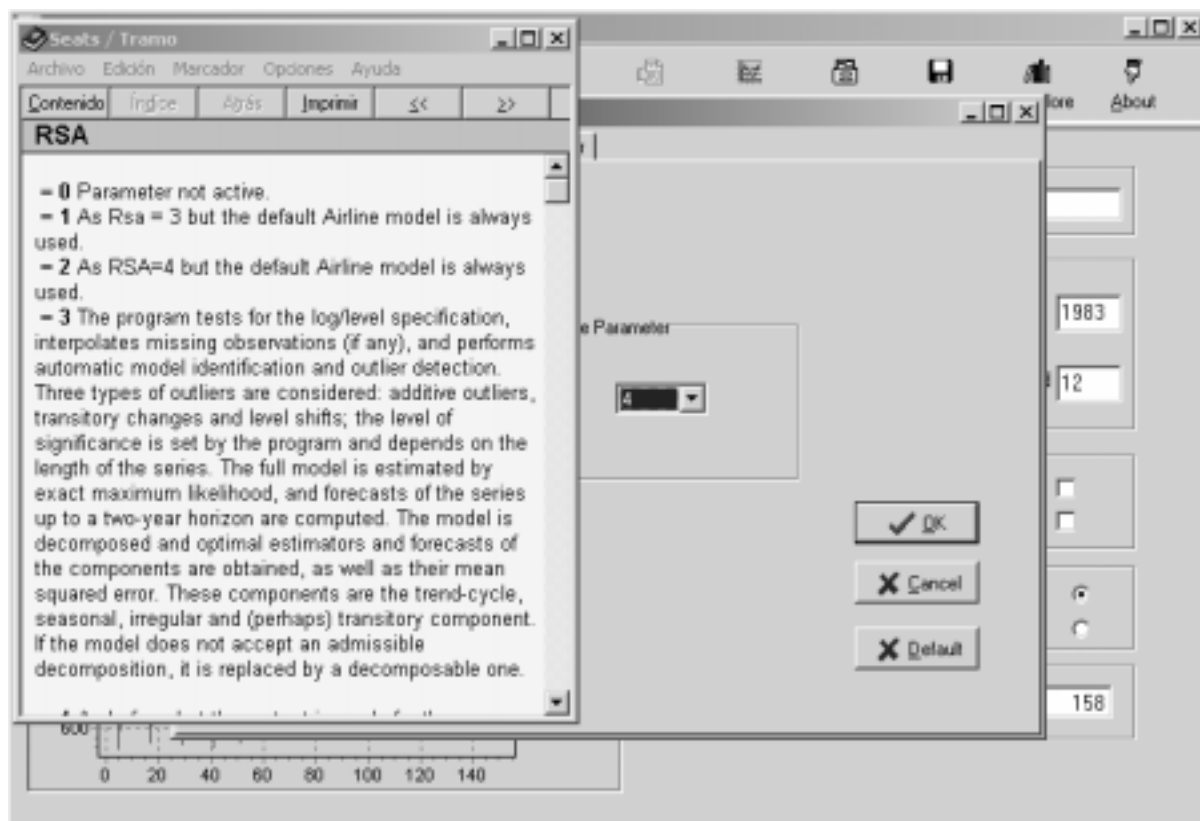 Seats / Tramo
Archivo Edición Marcador Opciones Ayuda
Contenido Índice Atrás Imprimir << >>
RSA
= 0 Parameter not active.
= 1 As Rsa = 3 but the default Airline model is always
used.
= 2 As RSA=4 but the default Airline model is always
used.
= 3 The program tests for the log/level specification,
interpolates missing observations (if any), and performs
automatic model identification and outlier detection.
Three types of outliers are considered: additive outliers,
transitory changes and level shifts; the level of
significance is set by the program and depends on the
length of the series. The full model is estimated by
exact maximum likelihood, and forecasts of the series
up to a two-year horizon are computed. The model is
decomposed and optimal estimators and forecasts of
the components are obtained, as well as their mean
squared error. These components are the trend-cycle,
seasonal, irregular and (perhaps) transitory component.
If the model does not accept an admissible
decomposition, it is replaced by a decomposable one.
lore About
e Parameter
4
OK
Cancel
Default
1983
12
158
600
0 20 40 60 80 100 120 140